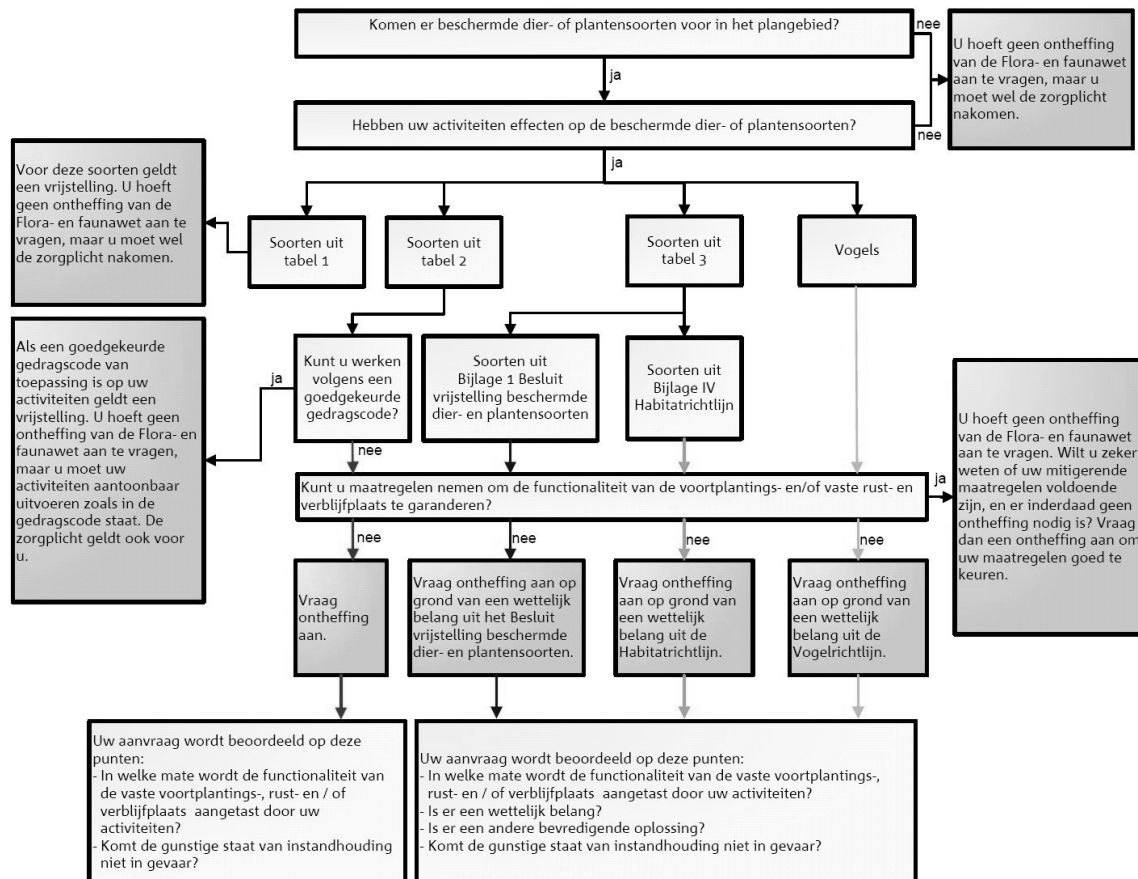 Komen er beschermde dier- of plantensoorten voor in het plangebied?
nee
U hoeft geen ontheffing
van de Flora- en faunawet
aan te vragen, maar u
moet wel de zorgplicht
nakomen.
ja
Hebben uw activiteiten effecten op de beschermde dier- of plantensoorten?
nee
ja
Voor deze soorten geldt
een vrijstelling. U hoeft
geen ontheffing van de
Flora- en faunawet aan te
vragen, maar u moet wel
de zorgplicht nakomen.
Soorten uit
tabel 1
Soorten uit
tabel 2
Soorten uit
tabel 3
Vogels
Als een goedgekeurde
gedragscode van
toepassing is op uw
activiteiten geldt een
vrijstelling. U hoeft geen
ontheffing van de Flora- en
faunawet aan te vragen,
maar u moet uw
activiteiten aantoonbaar
uitvoeren zoals in de
gedragscode staat. De
zorgplicht geldt ook voor
u.
ja
Kunt u werken
volgens een
goedgekeurde
gedragscode?
nee
Soorten uit
Bijlage 1 Besluit
vrijstelling beschermde
dier- en plantensoorten
Soorten uit
Bijlage IV
Habitatrichtlijn
Kunt u maatregelen nemen om de functionaliteit van de voortplantings- en/of vaste rust- en
verblijfplaats te garanderen?
ja
U hoeft geen ontheffing
van de Flora- en faunawet
aan te vragen. Wilt u zeker
weten of uw mitigerende
maatregelen voldoende
zijn, en er inderdaad geen
ontheffing nodig is? Vraag
dan een ontheffing aan om
uw maatregelen goed te
keuren.
nee
nee
nee
nee
Vraag
ontheffing
aan.
Vraag ontheffing aan op
grond van een wettelijk
belang uit het Besluit
vrijstelling beschermde
dier- en plantensoorten.
Vraag ontheffing
aan op grond van
een wettelijk
belang uit de
Habitatrichtlijn.
Vraag ontheffing
aan op grond van
een wettelijk
belang uit de
Vogelrichtlijn.
Uw aanvraag wordt beoordeeld op deze
punten:
- In welke mate wordt de functionaliteit van
de vaste voortplantings-, rust- en / of
verblijfplaats aangetast door uw
activiteiten?
- Komt de gunstige staat van instandhouding
niet in gevaar?
Uw aanvraag wordt beoordeeld op deze punten:
- In welke mate wordt de functionaliteit van de vaste voortplantings-,
rust- en / of verblijfplaats aangetast door uw activiteiten?
- Is er een wettelijk belang?
- Is er een andere bevredigende oplossing?
- Komt de gunstige staat van instandhouding niet in gevaar?